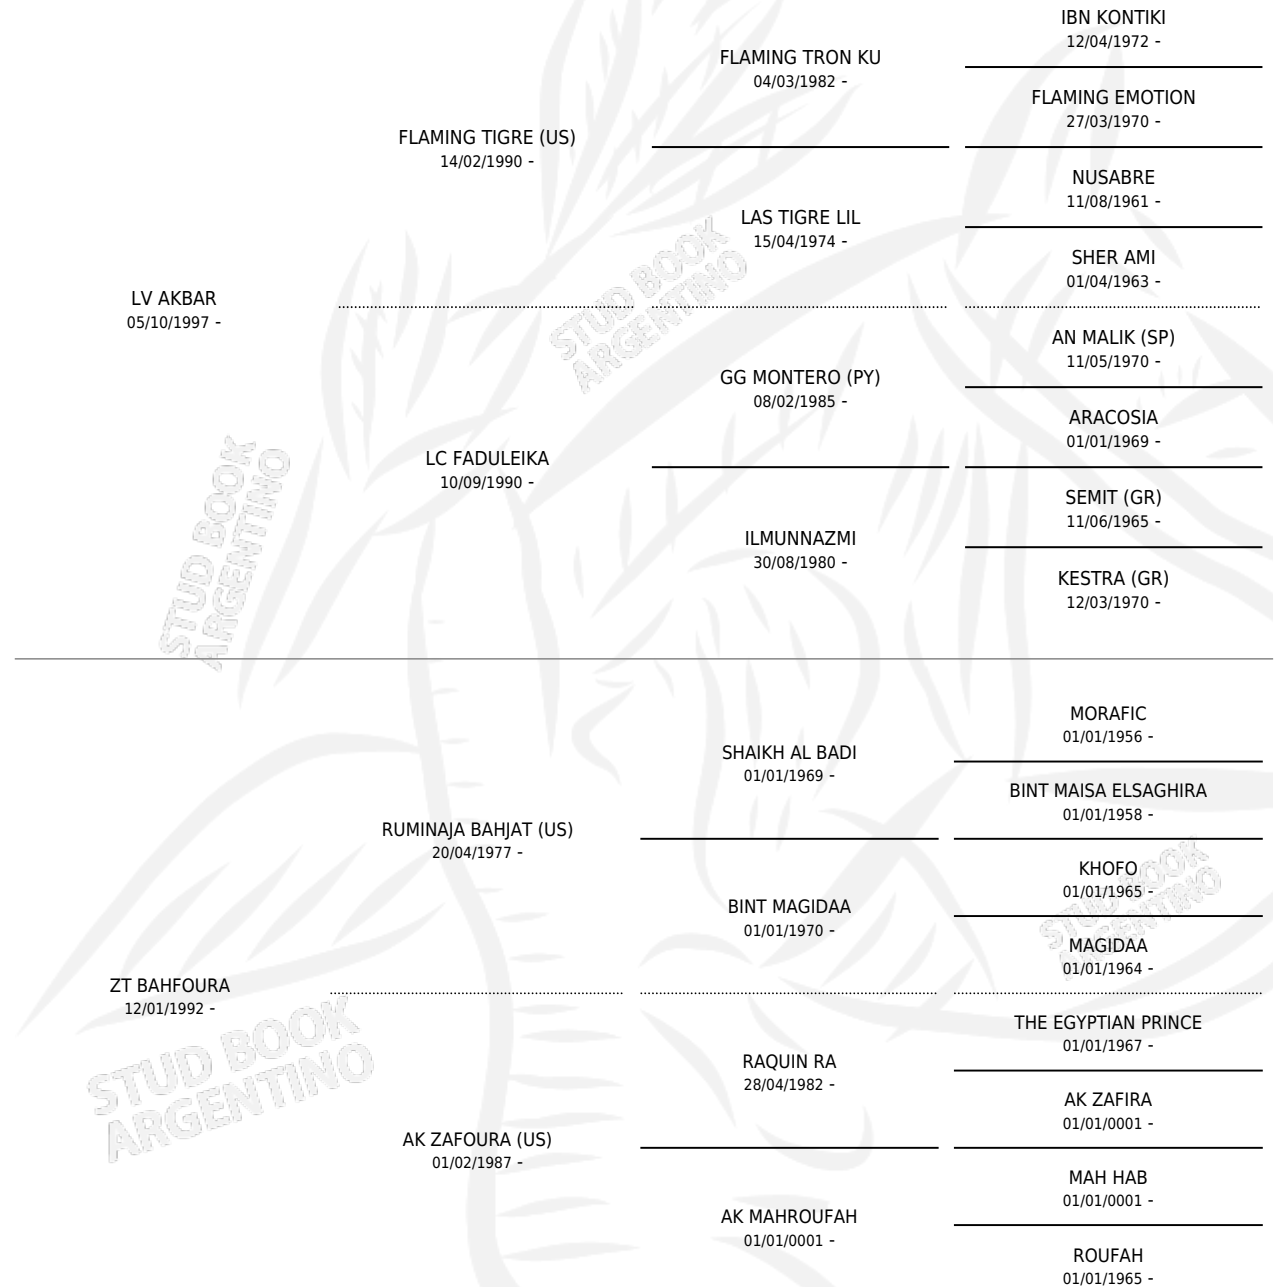 IBN KONTIKI
12/04/1972 -
FLAMING TRON KU
04/03/1982 -
FLAMING EMOTION
27/03/1970 -
FLAMING TIGRE (US)
14/02/1990 -
NUSABRE
11/08/1961 -
LAS TIGRE LIL
15/04/1974 -
SHER AMI
01/04/1963 -
LV AKBAR
05/10/1997 -
STUD BOOK
ARGENTINO
AN MALIK (SP)
11/05/1970 -
GG MONTERO (PY)
08/02/1985 -
ARACOSIA
01/01/1969 -
LC FADULEIKA
10/09/1990 -
SEMIT (GR)
11/06/1965 -
ILMUNNAZMI
30/08/1980 -
KESTRA (GR)
12/03/1970 -
STUD BOOK
ARGENTINO
MORAFIC
01/01/1956 -
SHAIKH AL BADI
01/01/1969 -
BINT MAISA ELSAGHIRA
01/01/1958 -
RUMINAJA BAHJAT (US)
20/04/1977 -
KHOFO
01/01/1965 -
BINT MAGIDAA
01/01/1970 -
STUD BOOK
ARGENTINO
MAGIDAA
01/01/1964 -
ZT BAHFOURA
12/01/1992 -
THE EGYPTIAN PRINCE
01/01/1967 -
RAQUIN RA
28/04/1982 -
AK ZAFIRA
01/01/0001 -
STUD BOOK
ARGENTINO
AK ZAFOURA (US)
01/02/1987 -
MAH HAB
01/01/0001 -
AK MAHROUFAH
01/01/0001 -
ROUFAH
01/01/1965 -